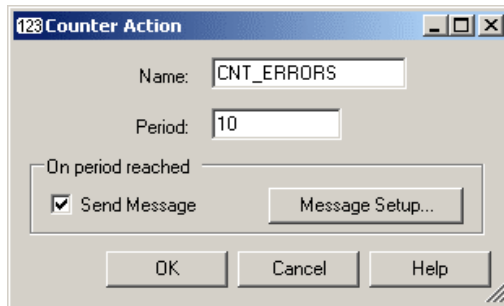 123 Counter Action
Name: CNT_ERRORS
Period: 10
On period reached
Send Message Message Setup...
OK Cancel Help